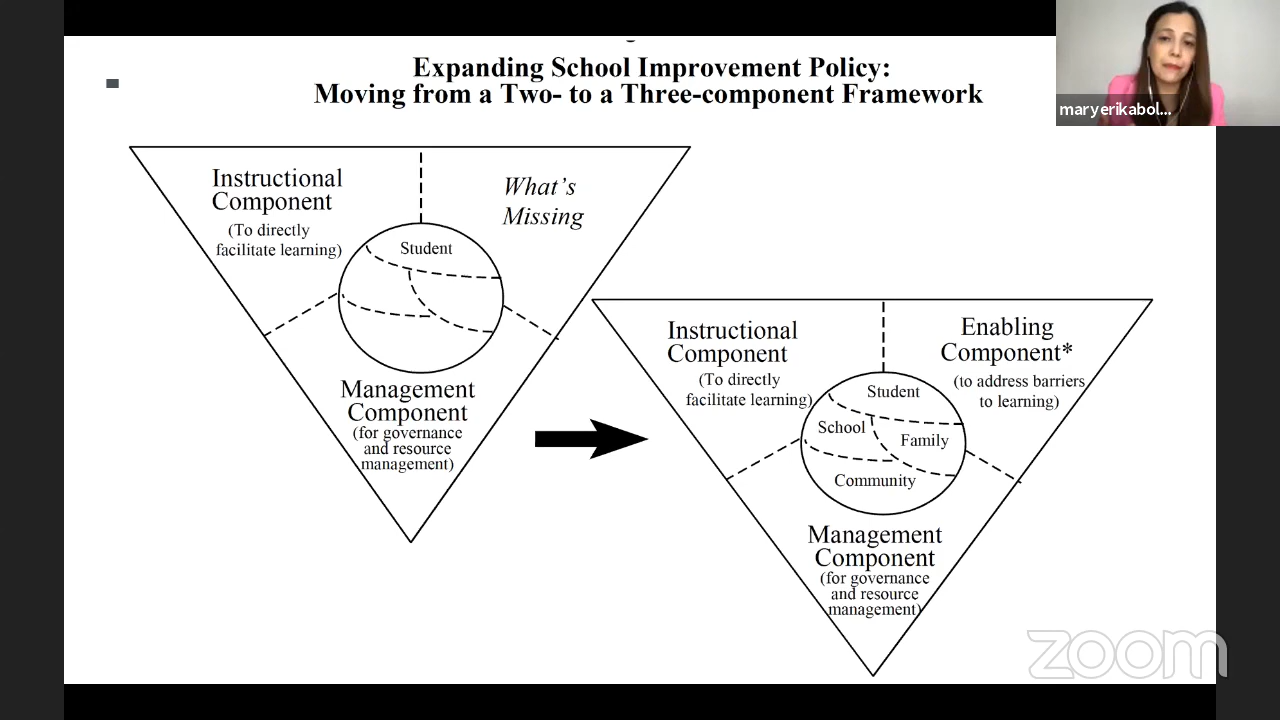 Expanding School Improvement Policy:
Moving from a Two- to a Three-component Framework
maryerikabol...
Instructional
Component
(To directly
facilitate learning)
What's
Missing
Student
Management
Component
(for governance
and resource
management)
Instructional
Component
(To directly
facilitate learning)
Enabling
Component*
(to address barriers
to learning)
Student
School
Family
Community
Management
Component
(for governance
and resource
management)
zoom